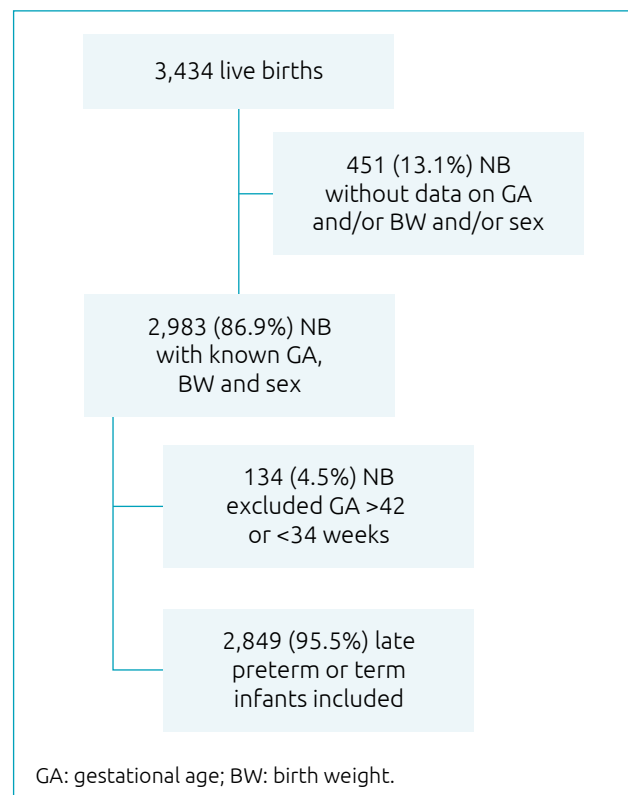 3,434 live births
451 (13.1%) NB
without data on GA
and/or BW and/or sex
2,983 (86.9%) NB
with known GA,
BW and sex
134 (4.5%) NB
excluded GA >42
or <34 weeks
2,849 (95.5%) late
preterm or term
infants included
GA: gestational age; BW: birth weight.